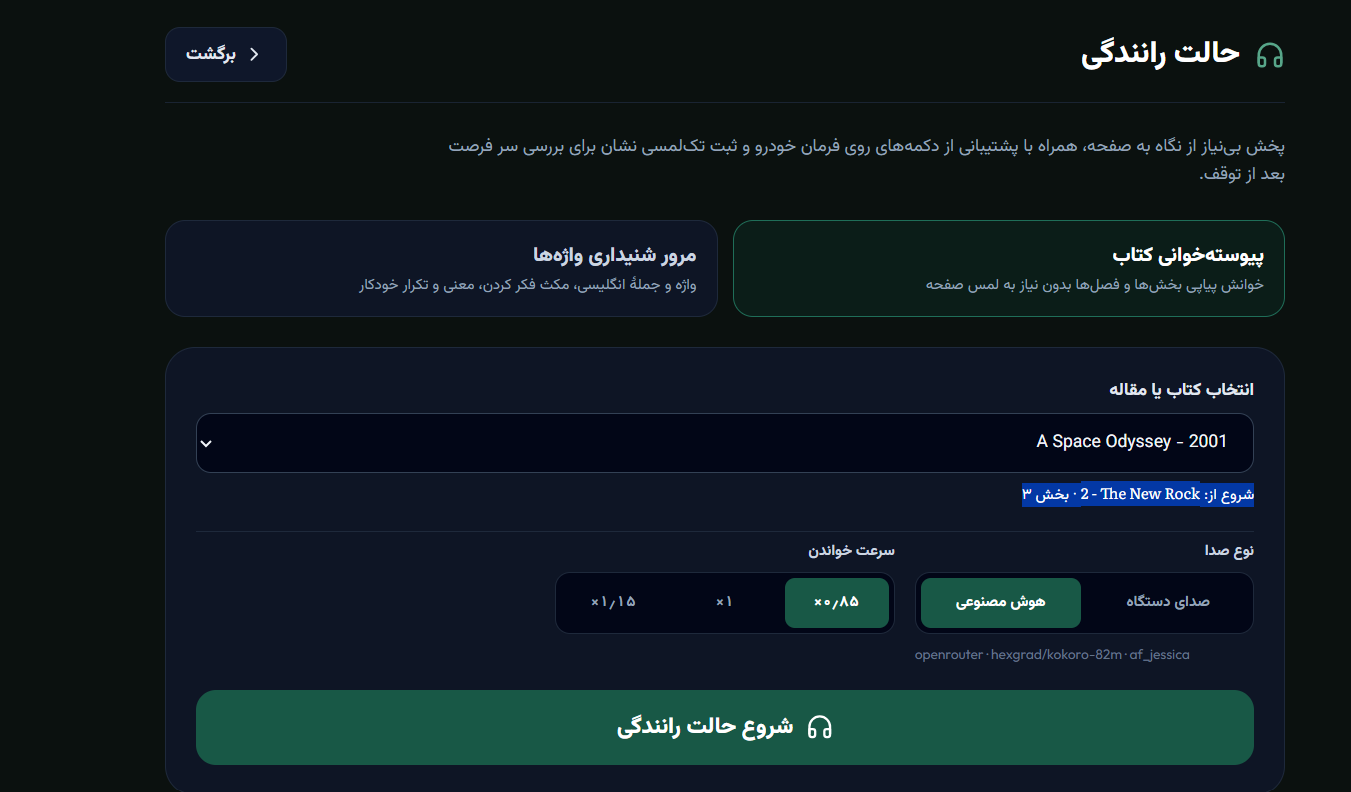 حالت رانندگی
برگشت
پخش بی‌نیاز از نگاه به صفحه، همراه با پشتیبانی از دکمه‌های روی فرمان خودرو و ثبت تک‌لمسی نشان برای بررسی سر فرصت
بعد از توقف.
پیوسته‌خوانی کتاب
خوانش پیاپی بخش‌ها و فصل‌ها بدون نیاز به لمس صفحه
مرور شنیداری واژه‌ها
واژه و جملهٔ انگلیسی، مکث فکر کردن، معنی و تکرار خودکار
انتخاب کتاب یا مقاله
A Space Odyssey - 2001
شروع از: 2 - The New Rock · بخش ۳
نوع صدا
صدای دستگاه
هوش مصنوعی
openrouter · hexgrad/kokoro-82m · af_jessica
سرعت خواندن
۰٫۸۵×
۱×
۱٫۱۵×
شروع حالت رانندگی